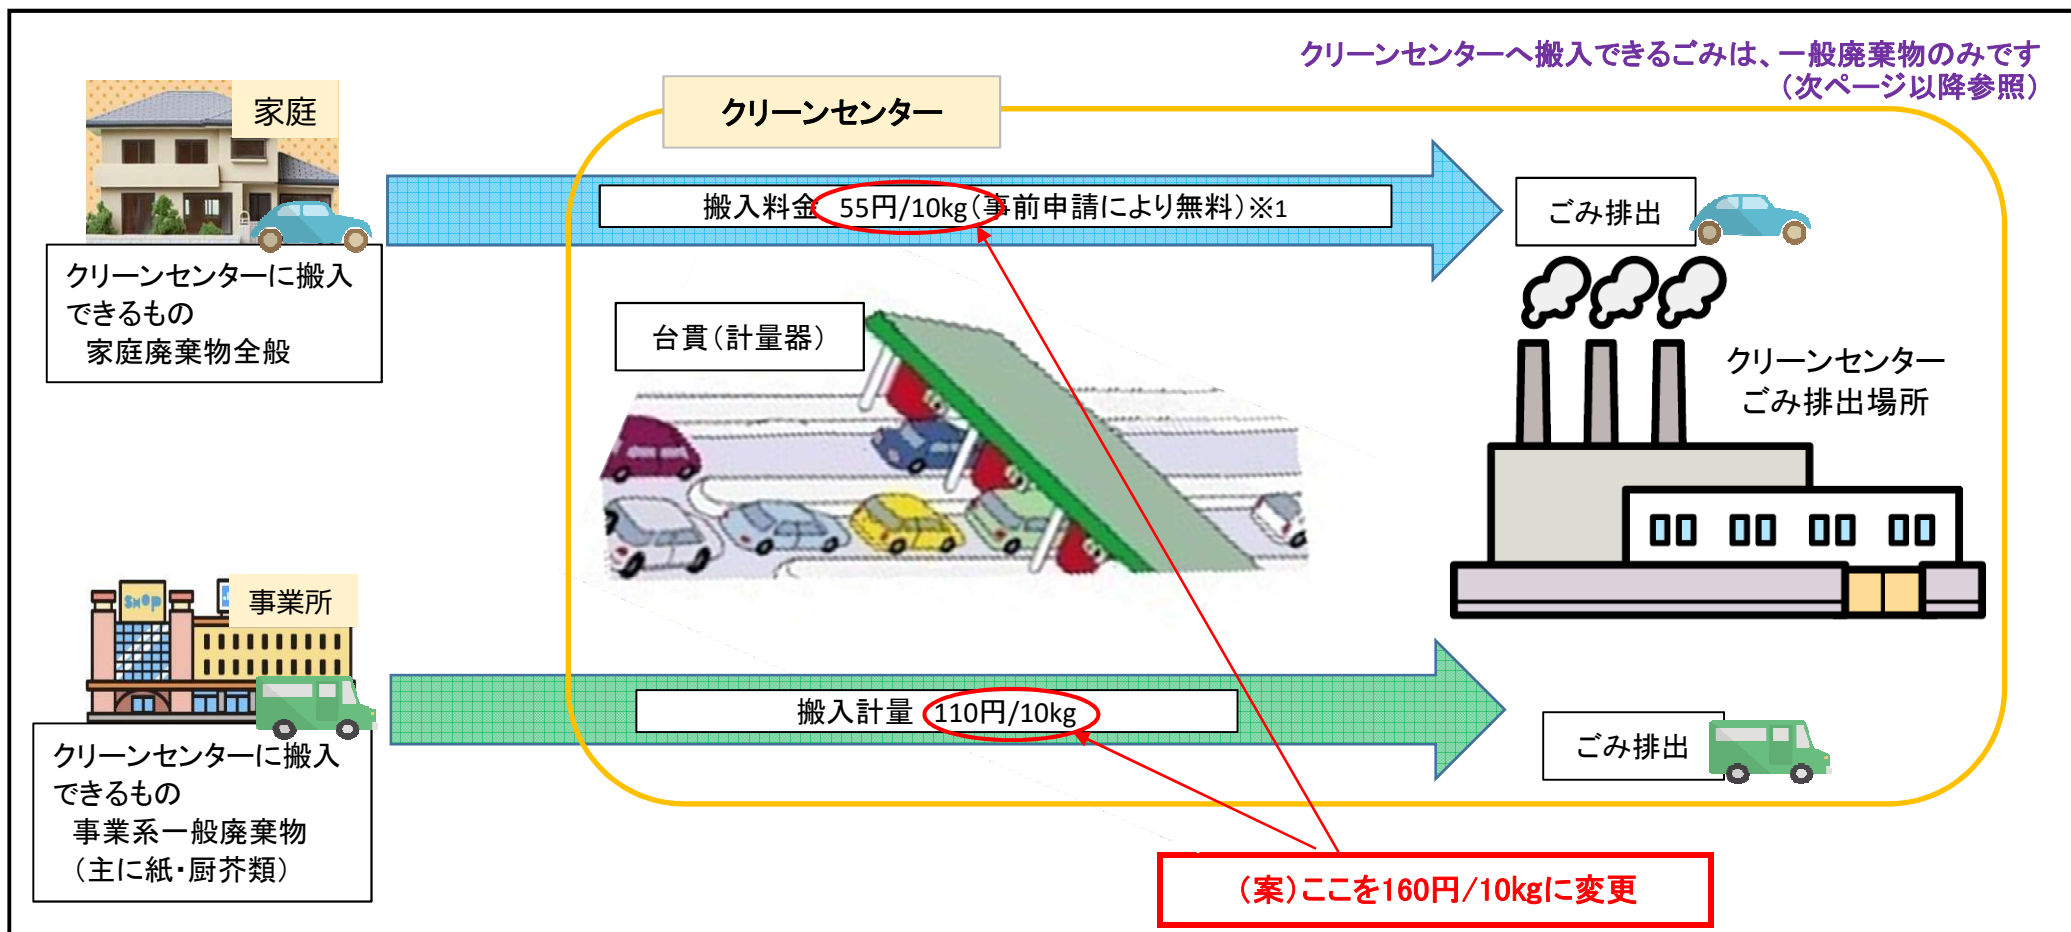 クリーンセンターへ搬入できるごみは、一般廃棄物のみです
（次ページ以降参照）
家庭
クリーンセンター
搬入料金 55円/10kg（事前申請により無料）※1
ごみ排出
クリーンセンターに搬入
できるもの
家庭廃棄物全般
台貫（計量器）
クリーンセンター
ごみ排出場所
SHOP
事業所
搬入計量 110円/10kg
ごみ排出
クリーンセンターに搬入
できるもの
事業系一般廃棄物
（主に紙・厨芥類）
（案）ここを160円/10kgに変更